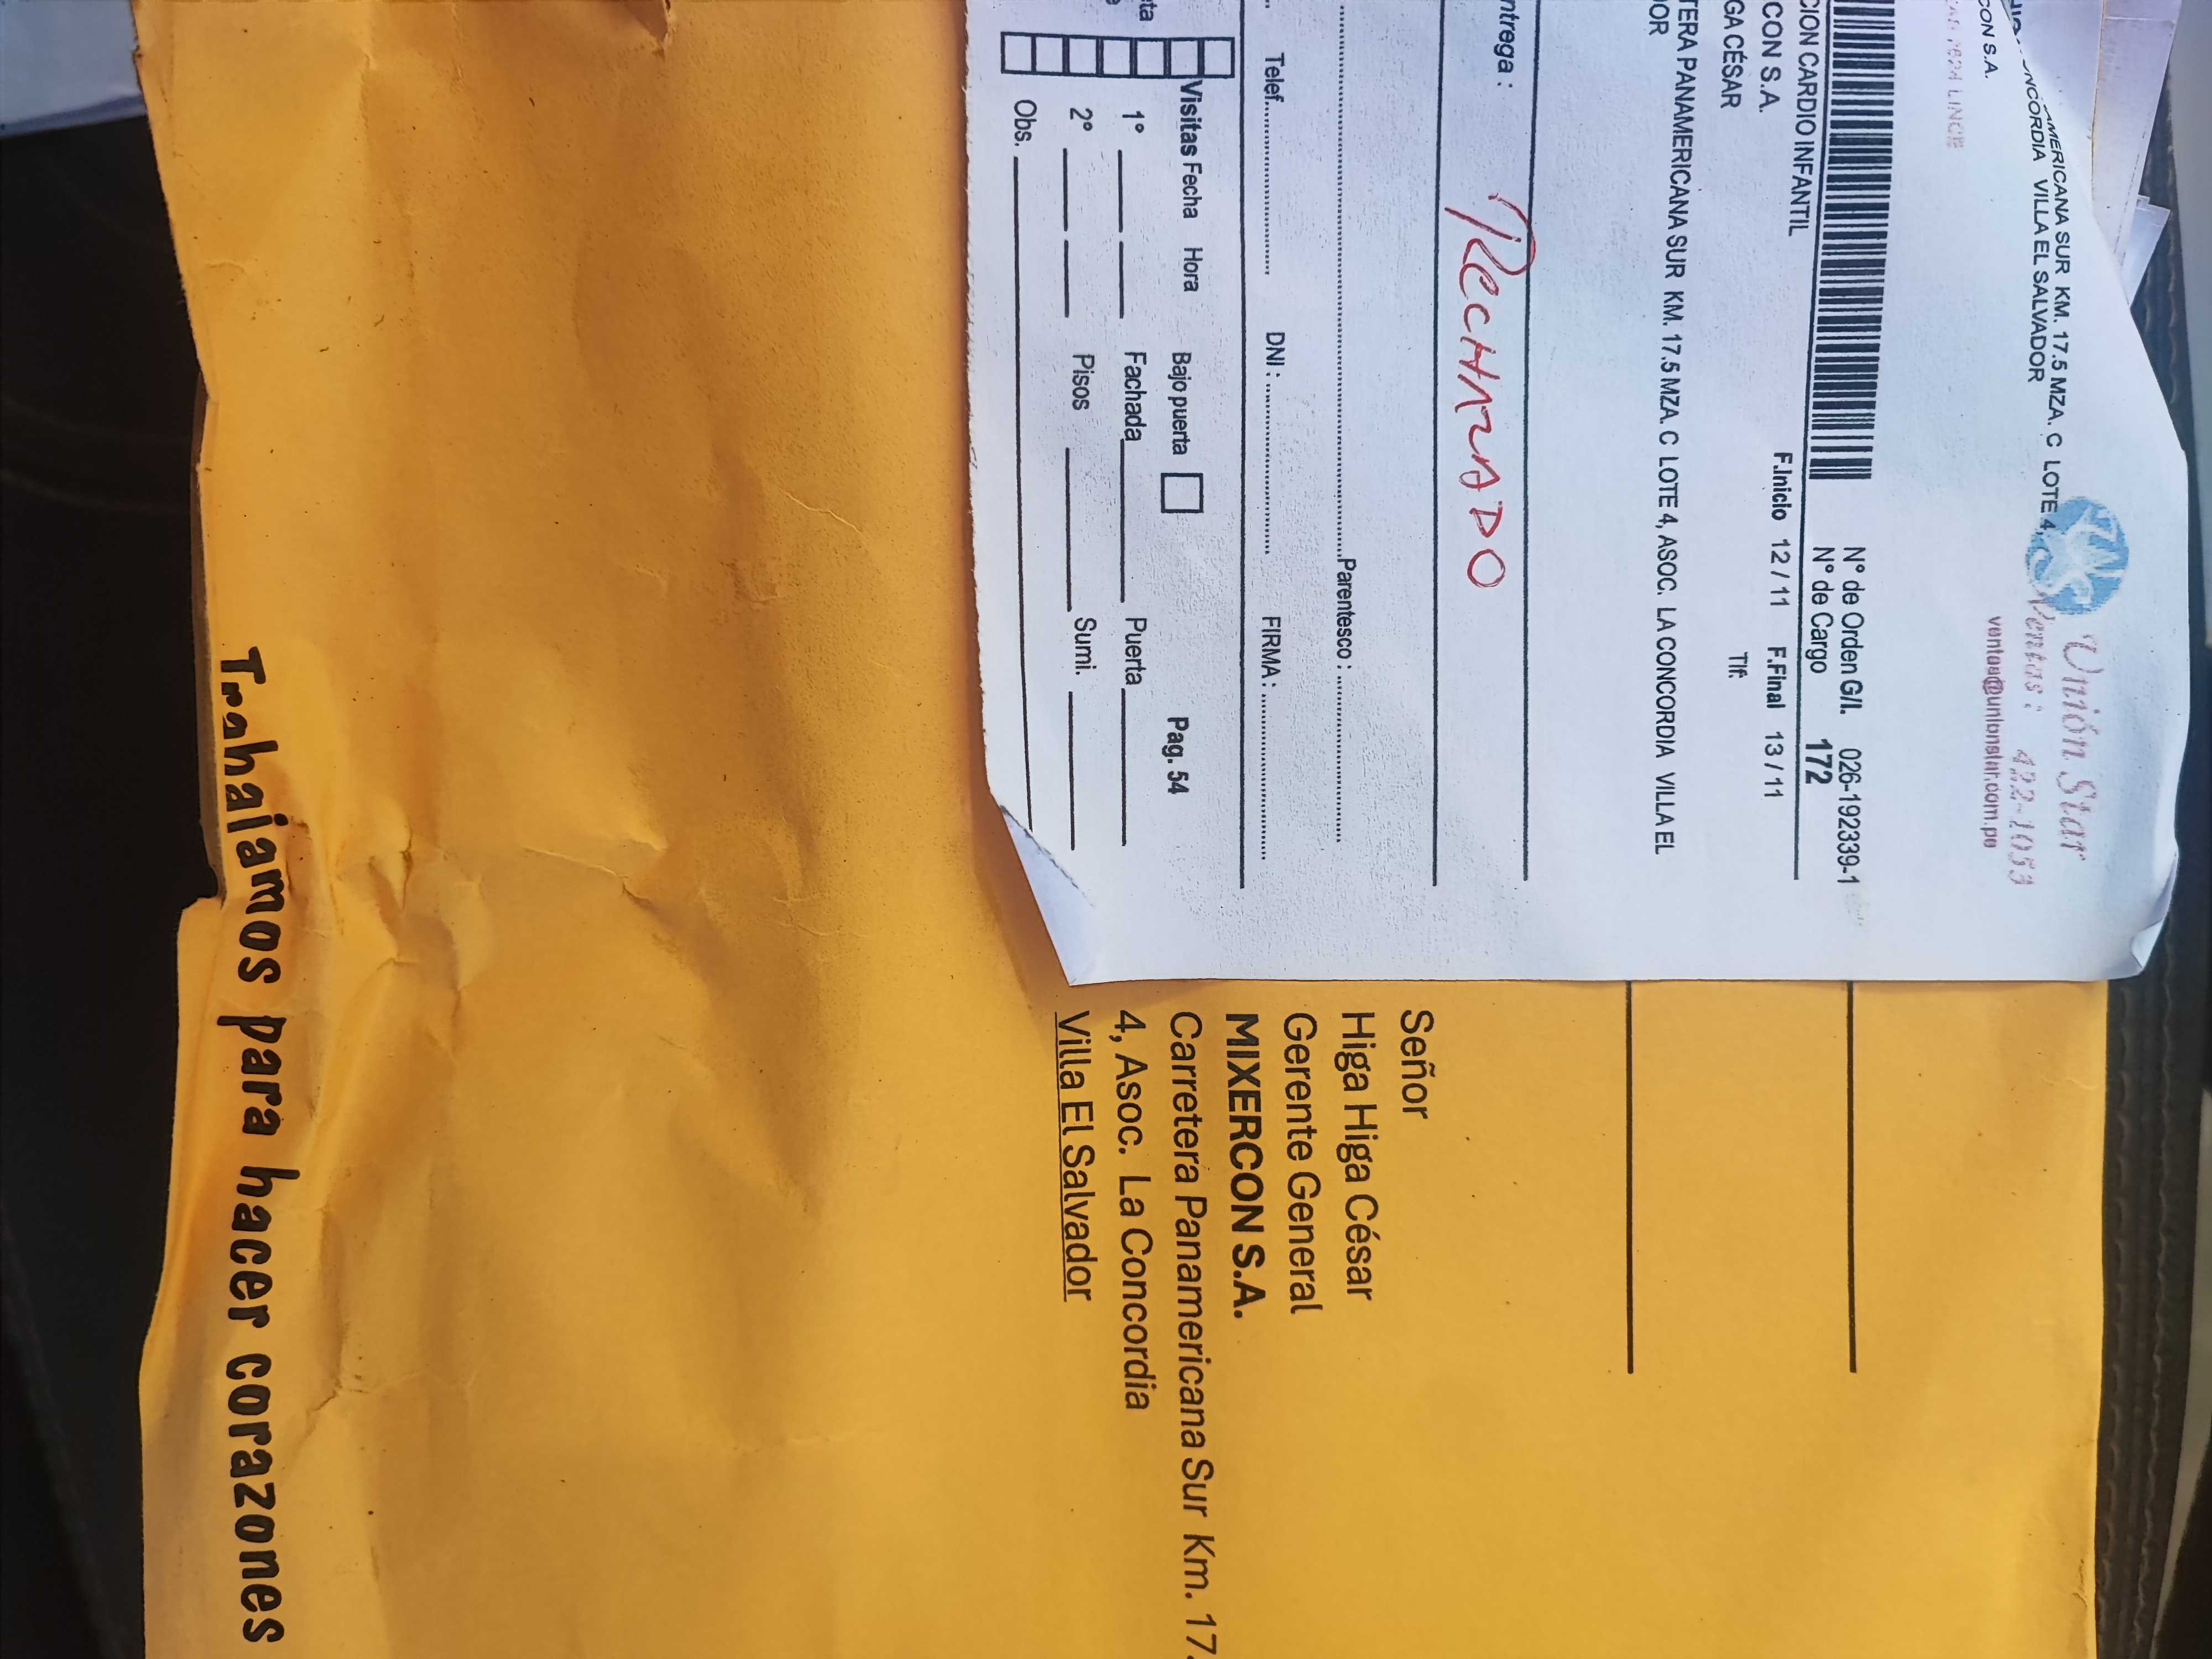 Unión Star
Ventas: 422-1053
ventas@unionstar.com.pe
AMERICANA SUR KM. 17.5 MZA. C LOTE 4,
NCORDIA VILLA EL SALVADOR
CON S.A.
LINCE
N° de Orden G/I. 026-192339-1
N° de Cargo 172
CION CARDIO INFANTIL
F.Inicio 12 / 11 F.Final 13 / 11
CON S.A.
Tlf:
GA CÉSAR
TERA PANAMERICANA SUR KM. 17.5 MZA. C LOTE 4, ASOC. LA CONCORDIA VILLA EL
DOR
ntrega :
RECHAZADO
Parentesco :
Telef. DNI : FIRMA :
Visitas Fecha Hora Bajo puerta Pag. 54
1° Fachada Puerta
2° Pisos Sumi.
Obs.
ta
e
Señor
Higa Higa César
Gerente General
MIXERCON S.A.
Carretera Panamericana Sur Km. 17.
4, Asoc. La Concordia
Villa El Salvador
Trabajamos para hacer corazones